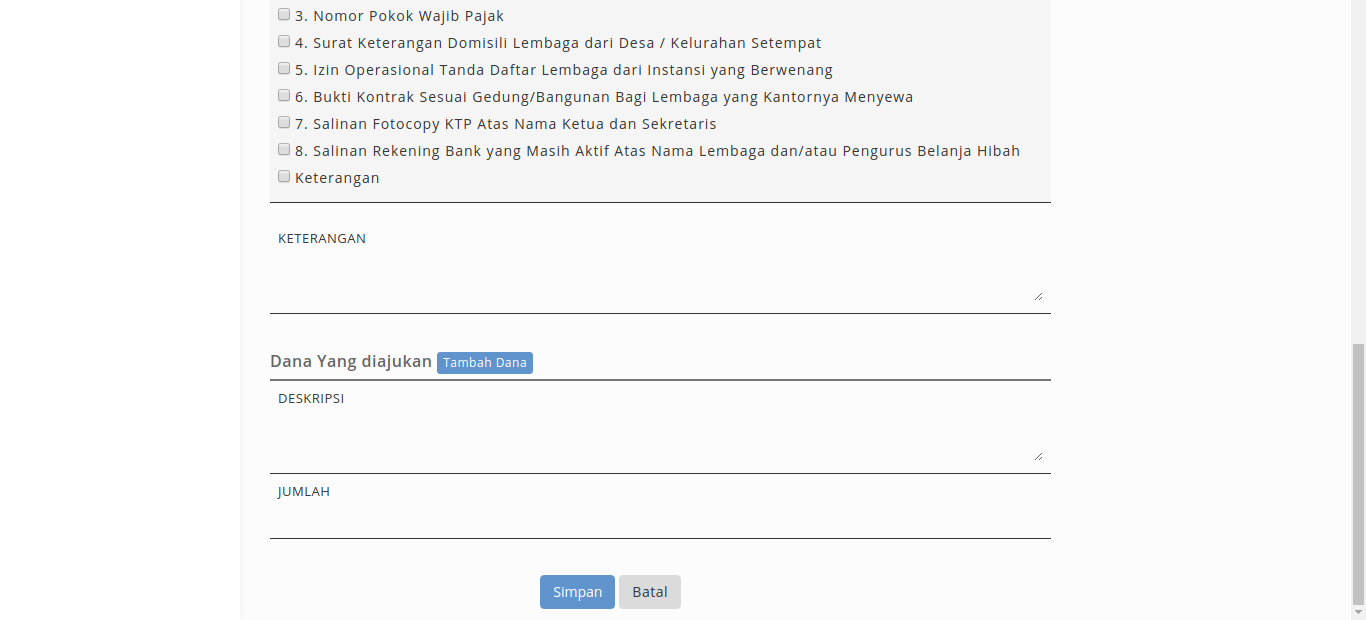 3. Nomor Pokok Wajib Pajak
4. Surat Keterangan Domisili Lembaga dari Desa / Kelurahan Setempat
5. Izin Operasional Tanda Daftar Lembaga dari Instansi yang Berwenang
6. Bukti Kontrak Sesuai Gedung/Bangunan Bagi Lembaga yang Kantornya Menyewa
7. Salinan Fotocopy KTP Atas Nama Ketua dan Sekretaris
8. Salinan Rekening Bank yang Masih Aktif Atas Nama Lembaga dan/atau Pengurus Belanja Hibah
Keterangan
KETERANGAN
Dana Yang diajukan Tambah Dana
DESKRIPSI
JUMLAH
Simpan Batal